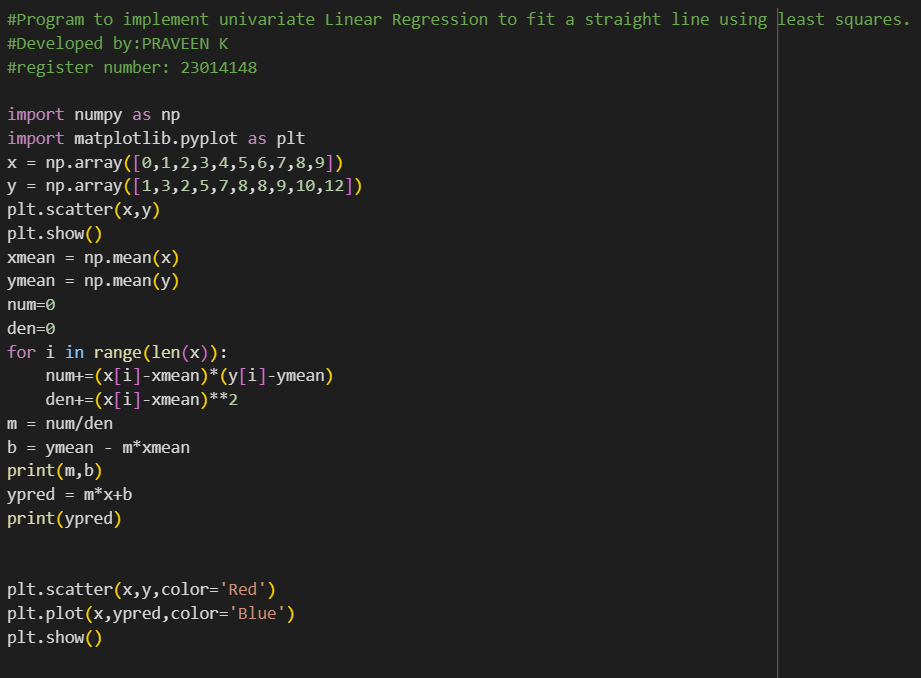 #Program to implement univariate Linear Regression to fit a straight line using least squares.
#Developed by:PRAVEEN K
#register number: 23014148
import numpy as np
import matplotlib.pyplot as plt
x = np.array([0,1,2,3,4,5,6,7,8,9])
y = np.array([1,3,2,5,7,8,8,9,10,12])
plt.scatter(x,y)
plt.show()
xmean = np.mean(x)
ymean = np.mean(y)
num=0
den=0
for i in range(len(x)):
    num+=(x[i]-xmean)*(y[i]-ymean)
    den+=(x[i]-xmean)**2
m = num/den
b = ymean - m*xmean
print(m,b)
ypred = m*x+b
print(ypred)
plt.scatter(x,y,color='Red')
plt.plot(x,ypred,color='Blue')
plt.show()